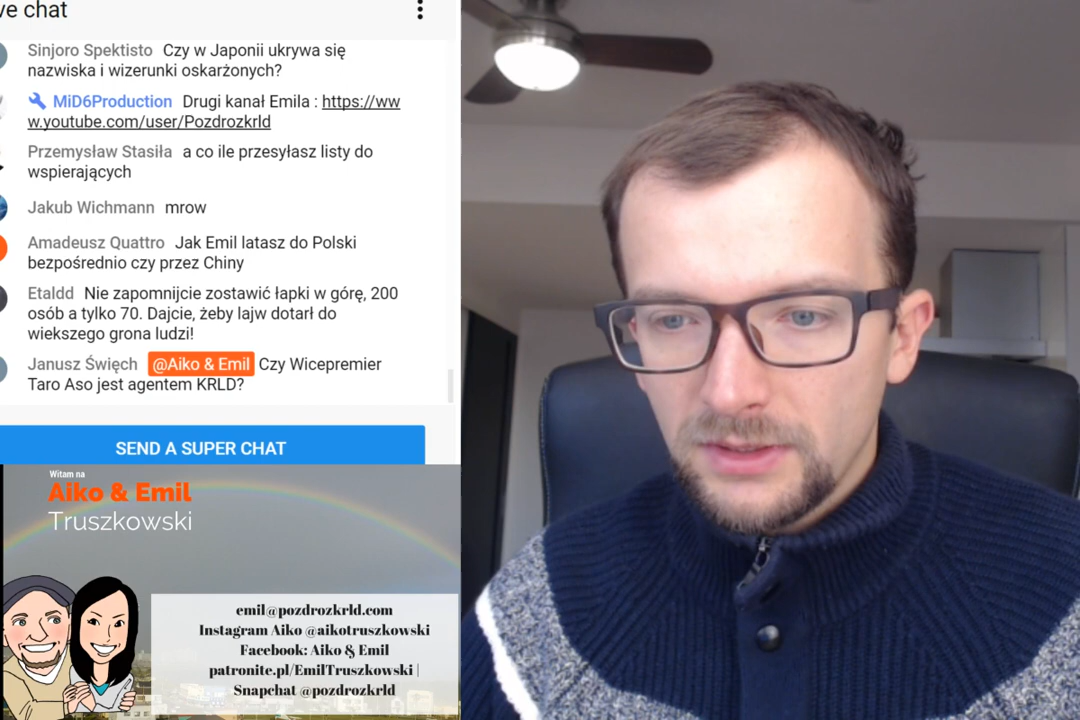 ve chat
Sinjoro Spektisto Czy w Japonii ukrywa się
nazwiska i wizerunki oskarżonych?
MiD6Production Drugi kanał Emila : https://ww
w.youtube.com/user/Pozdrozkrld
Przemysław Stasiła a co ile przesyłasz listy do
wspierających
Jakub Wichmann mrow
Amadeusz Quattro Jak Emil latasz do Polski
bezpośrednio czy przez Chiny
Etaldd Nie zapomnijcie zostawić łapki w górę, 200
osób a tylko 70. Dajcie, żeby lajw dotarł do
wiekszego grona ludzi!
Janusz Święch @Aiko & Emil Czy Wicepremier
Taro Aso jest agentem KRLD?
SEND A SUPER CHAT
Witam na
Aiko & Emil
Truszkowski
emil@pozdrozkrld.com
Instagram Aiko @aikotruszkowski
Facebook: Aiko & Emil
patronite.pl/EmilTruszkowski |
Snapchat @pozdrozkrld